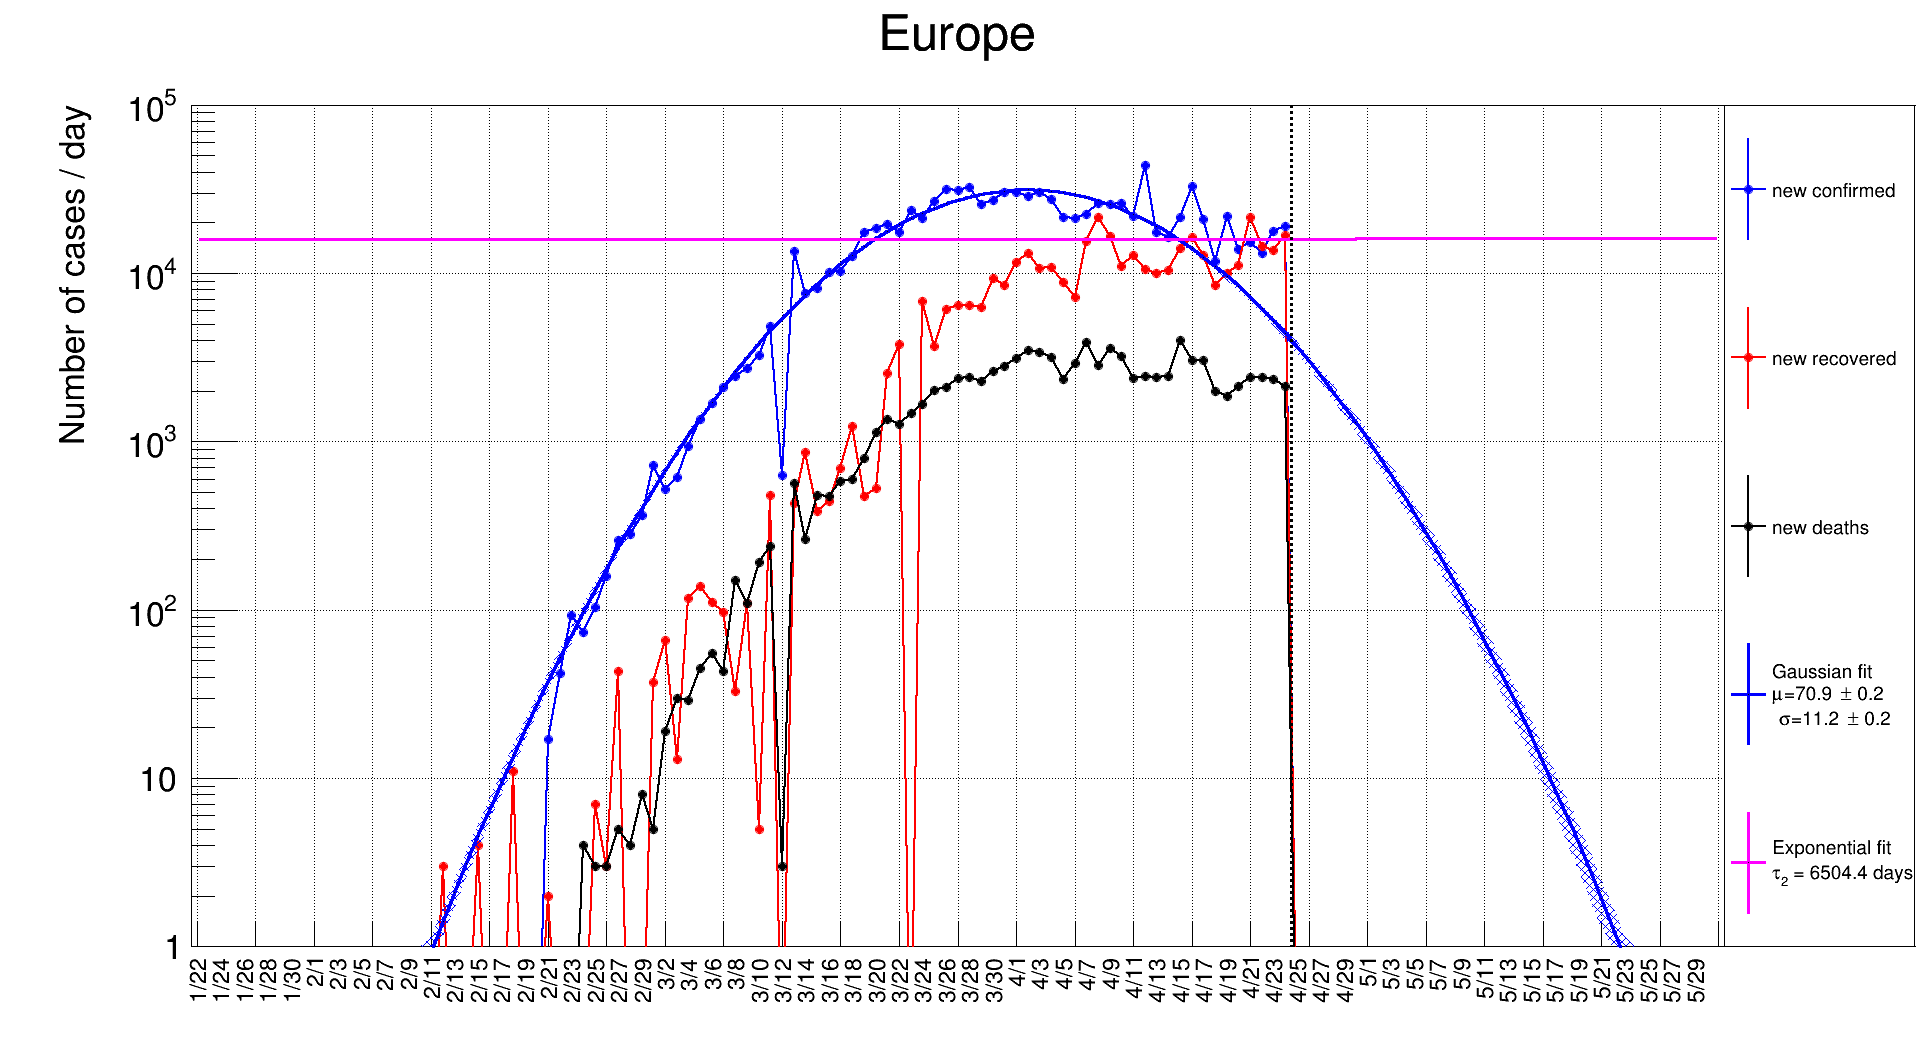 Europe
Number of cases / day
10^5
10^4
10^3
10^2
10
1
1/22 1/24 1/26 1/28 1/30 2/1 2/3 2/5 2/7 2/9 2/11 2/13 2/15 2/17 2/19 2/21 2/23 2/25 2/27 2/29 3/2 3/4 3/6 3/8 3/10 3/12 3/14 3/16 3/18 3/20 3/22 3/24 3/26 3/28 3/30 4/1 4/3 4/5 4/7 4/9 4/11 4/13 4/15 4/17 4/19 4/21 4/23 4/25 4/27 4/29 5/1 5/3 5/5 5/7 5/9 5/11 5/13 5/15 5/17 5/19 5/21 5/23 5/25 5/27 5/29
new confirmed
new recovered
new deaths
Gaussian fit
μ=70.9 ± 0.2
σ=11.2 ± 0.2
Exponential fit
τ₂ = 6504.4 days